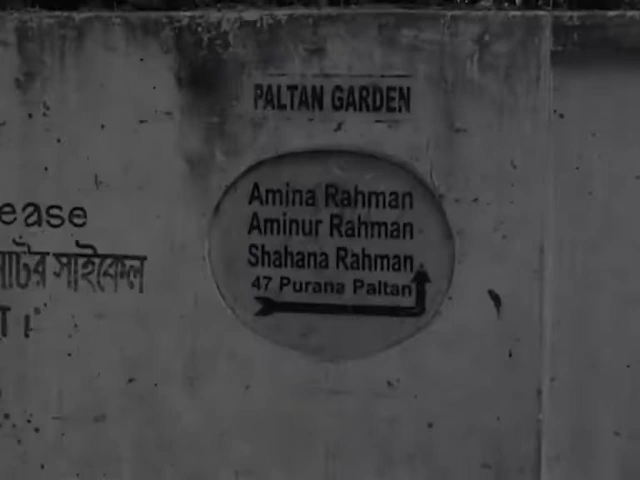 PALTAN GARDEN
Amina Rahman
Aminur Rahman
Shahana Rahman
47 Purana Paltan
ease
সাইকেল